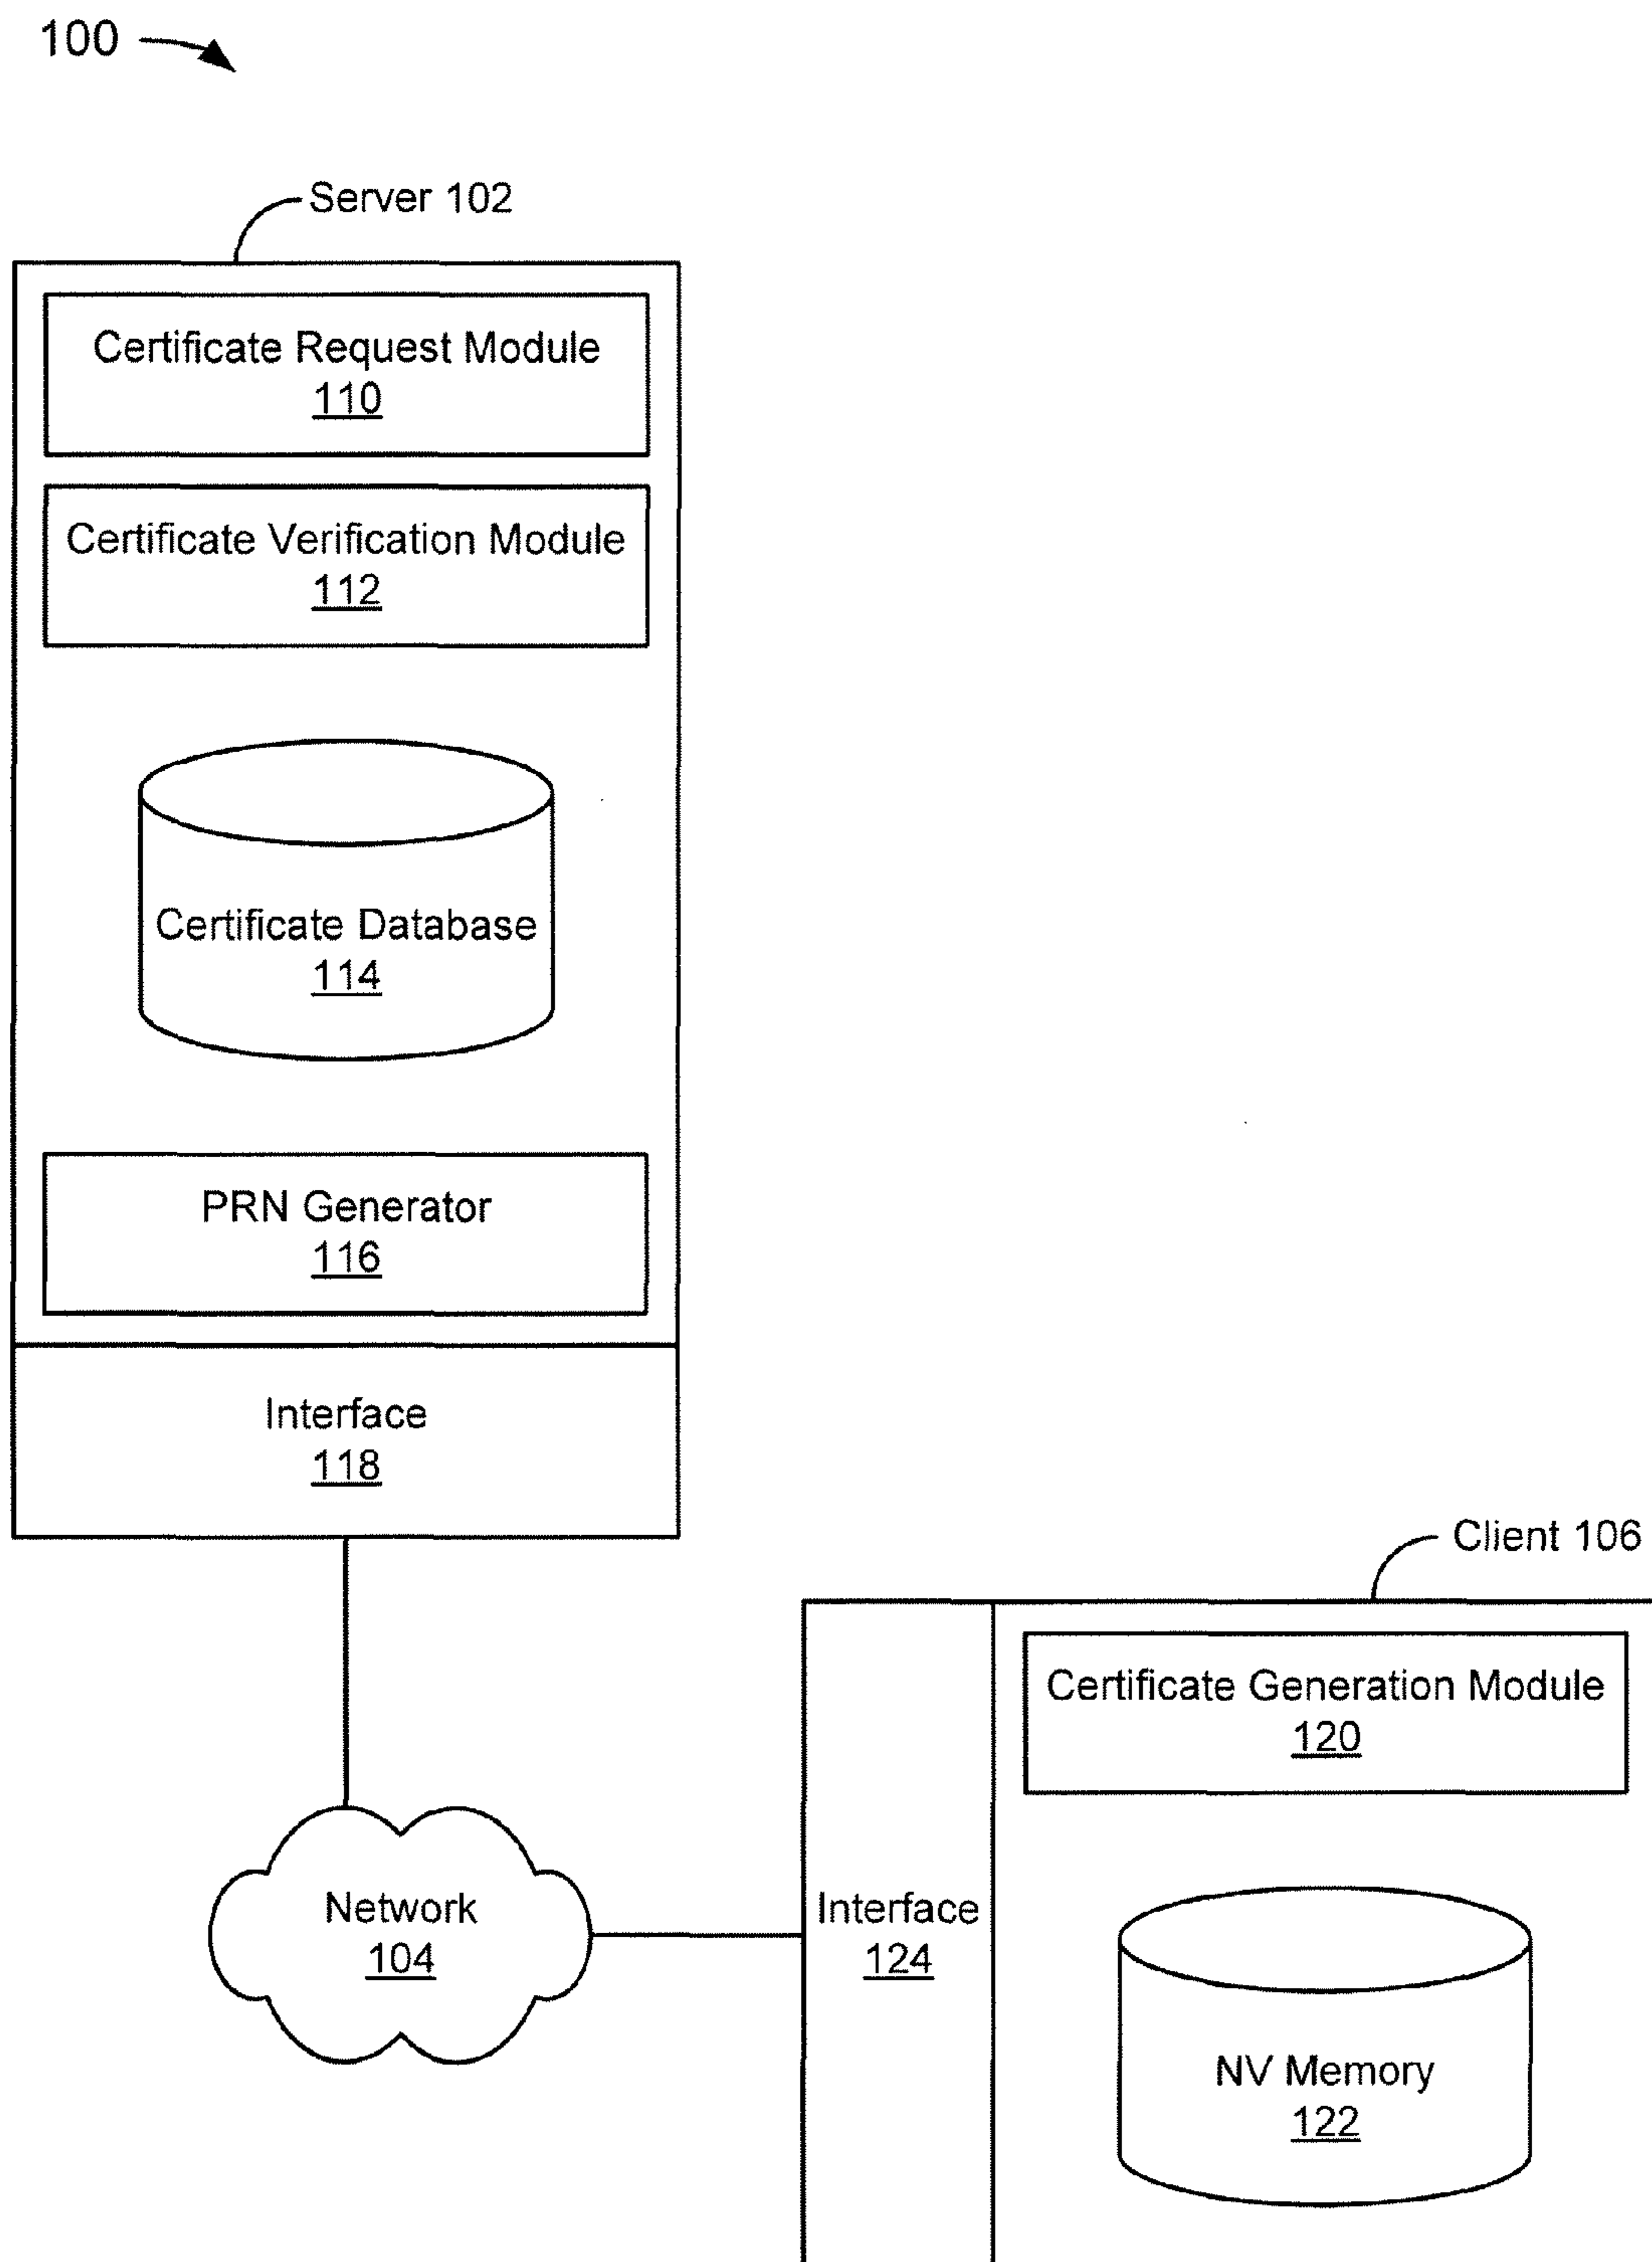 100
Server 102
Certificate Request Module
110
Certificate Verification Module
112
Certificate Database
114
PRN Generator
116
Interface
118
Client 106
Certificate Generation Module
120
Network
104
Interface
124
NV Memory
122